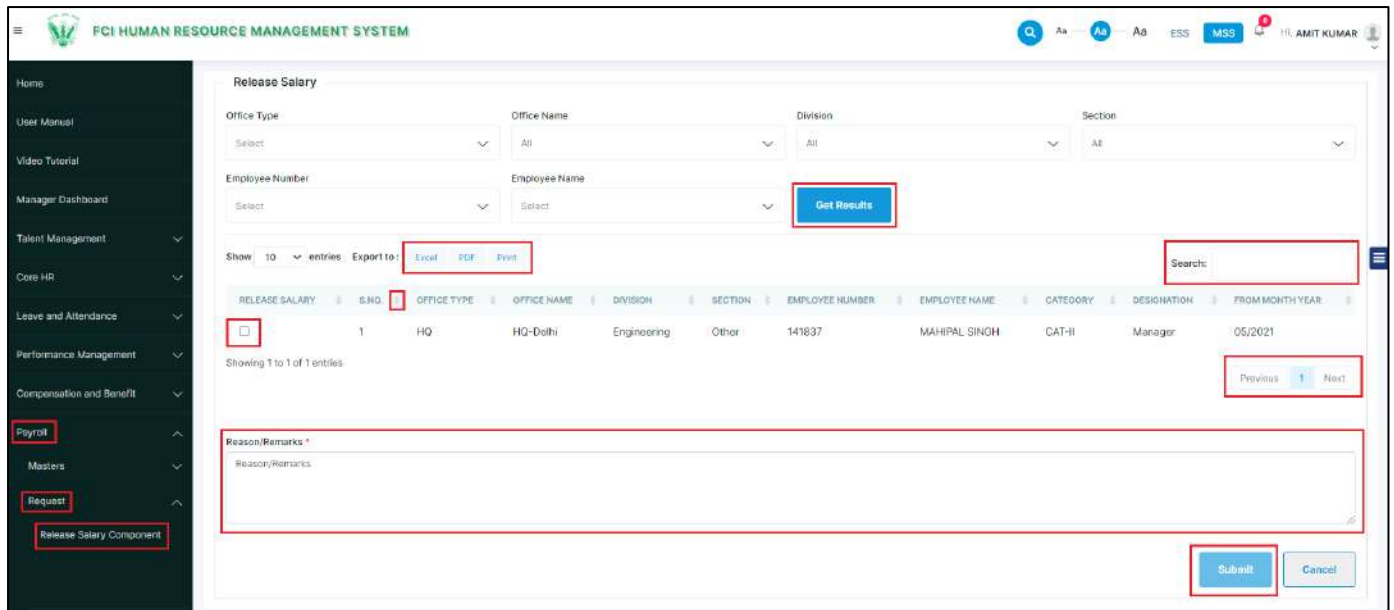 FCI HUMAN RESOURCE MANAGEMENT SYSTEM
Aa Aa Aa ESS MSS 0 Hi, AMIT KUMAR
Home
User Manual
Video Tutorial
Manager Dashboard
Talent Management
Core HR
Leave and Attendance
Performance Management
Compensation and Benefit
Payroll
Masters
Request
Release Salary Component
Release Salary
Office Type Office Name Division Section
Select All All All
Employee Number Employee Name
Select Select Get Results
Show 10 entries Export to : Excel PDF Print Search:
RELEASE SALARY S.NO. OFFICE TYPE OFFICE NAME DIVISION SECTION EMPLOYEE NUMBER EMPLOYEE NAME CATEGORY DESIGNATION FROM MONTH YEAR
1 HQ HQ-Delhi Engineering Other 141837 MAHIPAL SINGH CAT-II Manager 05/2021
Showing 1 to 1 of 1 entries
Previous 1 Next
Reason/Remarks *
Reason/Remarks
Submit Cancel